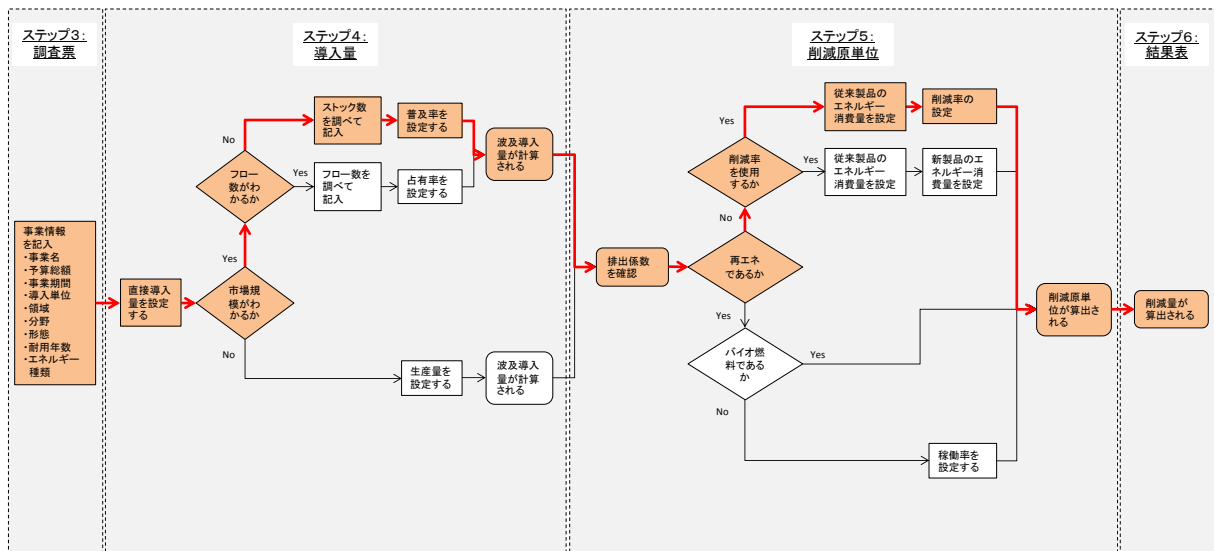 ステップ3：
調査票
事業情報
を記入
・事業名
・予算総額
・事業期間
・導入単位
・領域
・分野
・形態
・耐用年数
・エネルギー
種類
ステップ4：
導入量
直接導入
量を設定
する
市場規
模がわ
かるか
Yes
No
フロー
数がわ
かるか
No
Yes
ストック数
を調べて
記入
普及率を
設定する
フロー数を
調べて
記入
占有率を
設定する
波及導入
量が計算
される
生産量を
設定する
波及導入
量が計算
される
ステップ5：
削減原単位
排出係数
を確認
再エネ
であるか
No
Yes
削減率
を使用
するか
Yes
Yes
従来製品の
エネルギー
消費量を設定
削減率の
設定
従来製品の
エネルギー
消費量を設定
新製品のエ
ネルギー消
費量を設定
バイオ燃
料である
か
Yes
No
稼働率を
設定する
削減原単
位が算出さ
れる
ステップ6：
結果表
削減量が
算出される